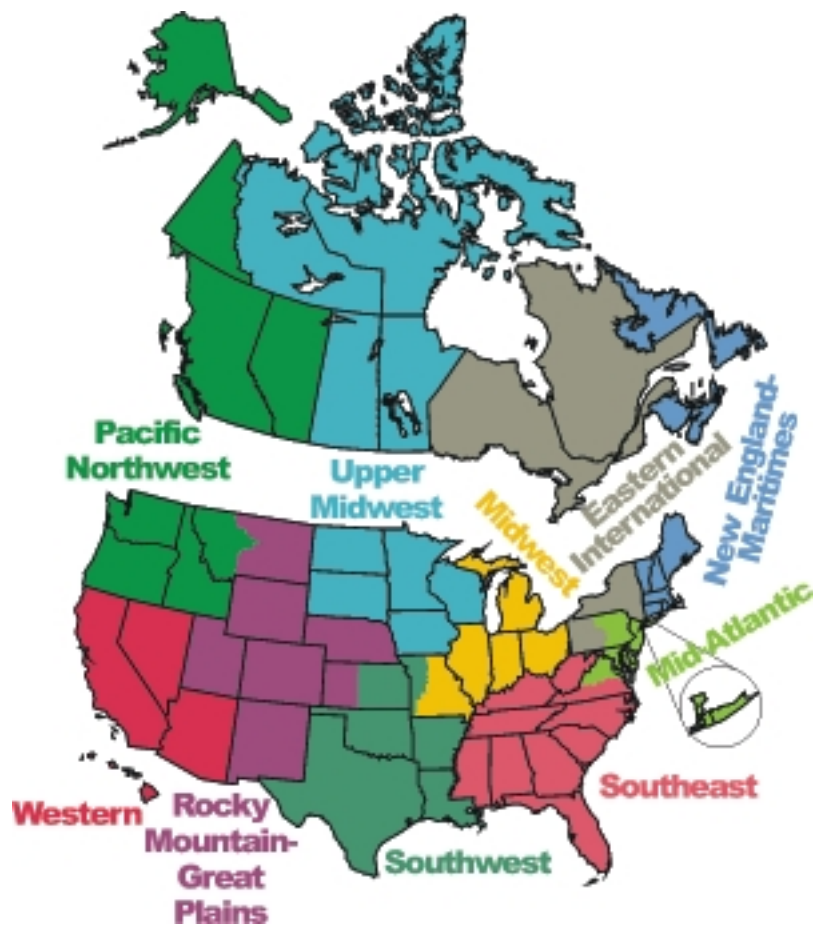 Pacific
Northwest
Upper
Midwest
Midwest
Eastern
International
New England-
Maritimes
Mid-Atlantic
Southeast
Western
Rocky
Mountain-
Great
Plains
Southwest